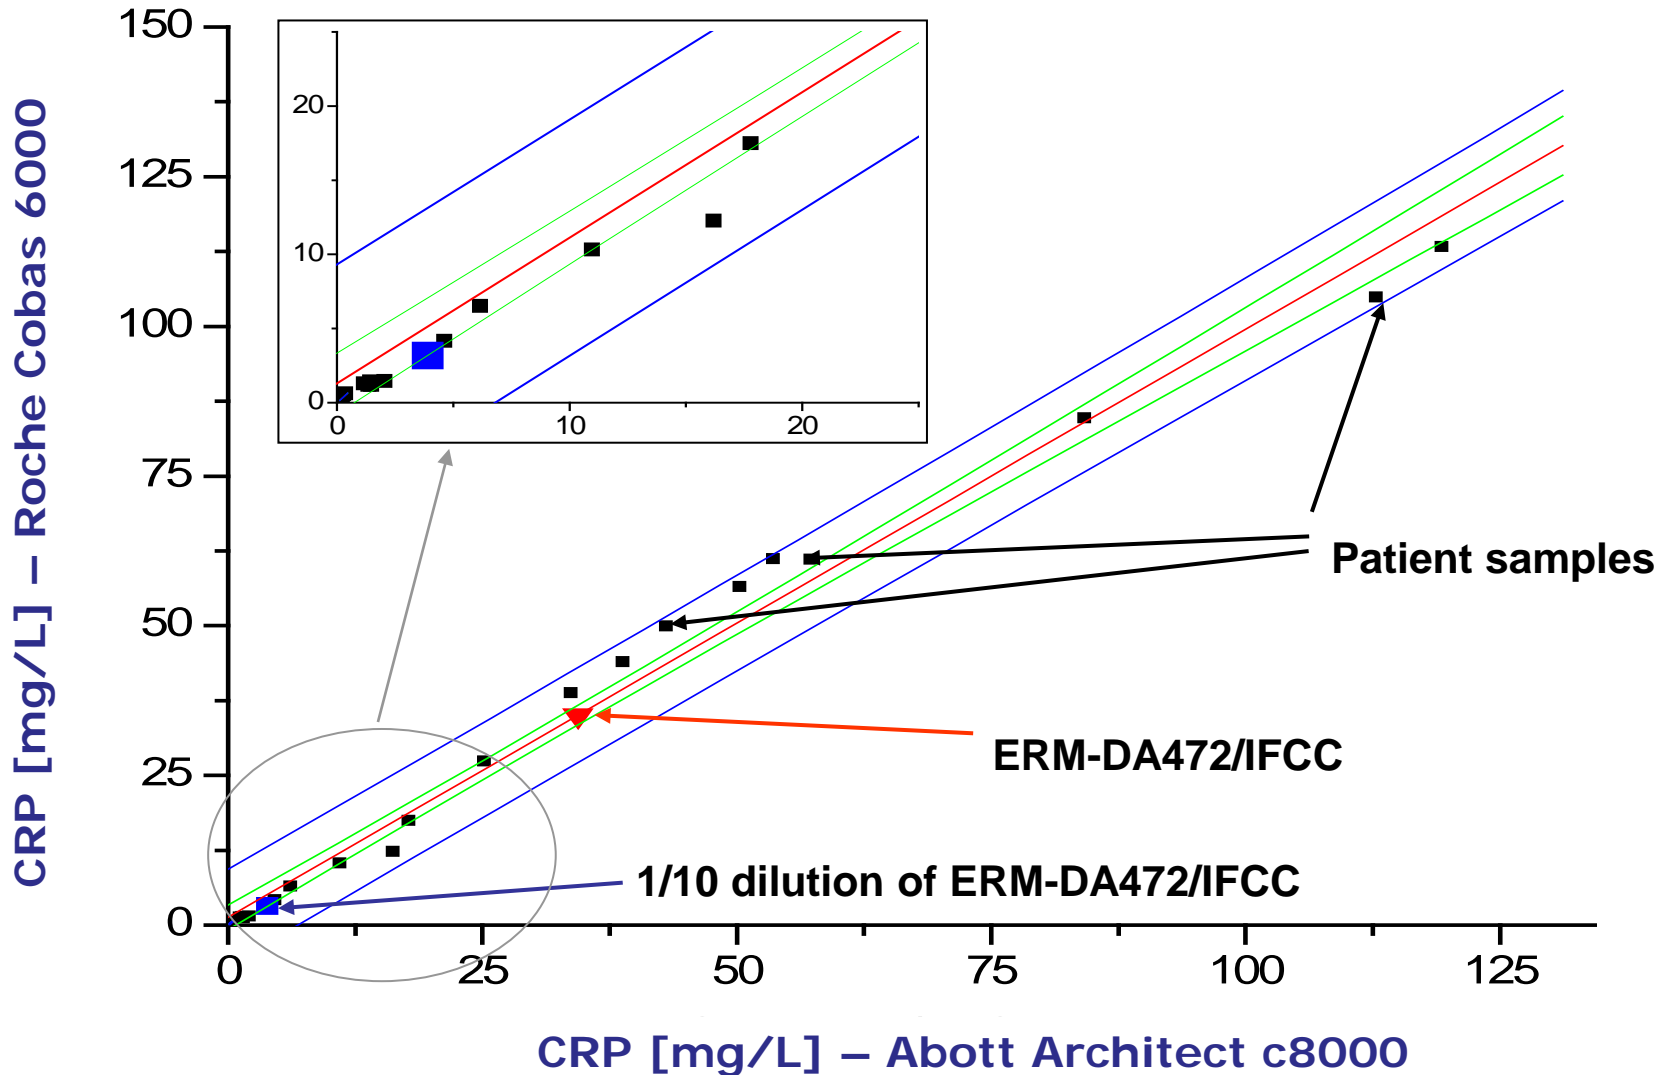 CRP [mg/L] – Roche Cobas 6000
150
125
100
75
50
25
0
20
10
0
0 10 20
Patient samples
ERM-DA472/IFCC
1/10 dilution of ERM-DA472/IFCC
0 25 50 75 100 125
CRP [mg/L] – Abott Architect c8000